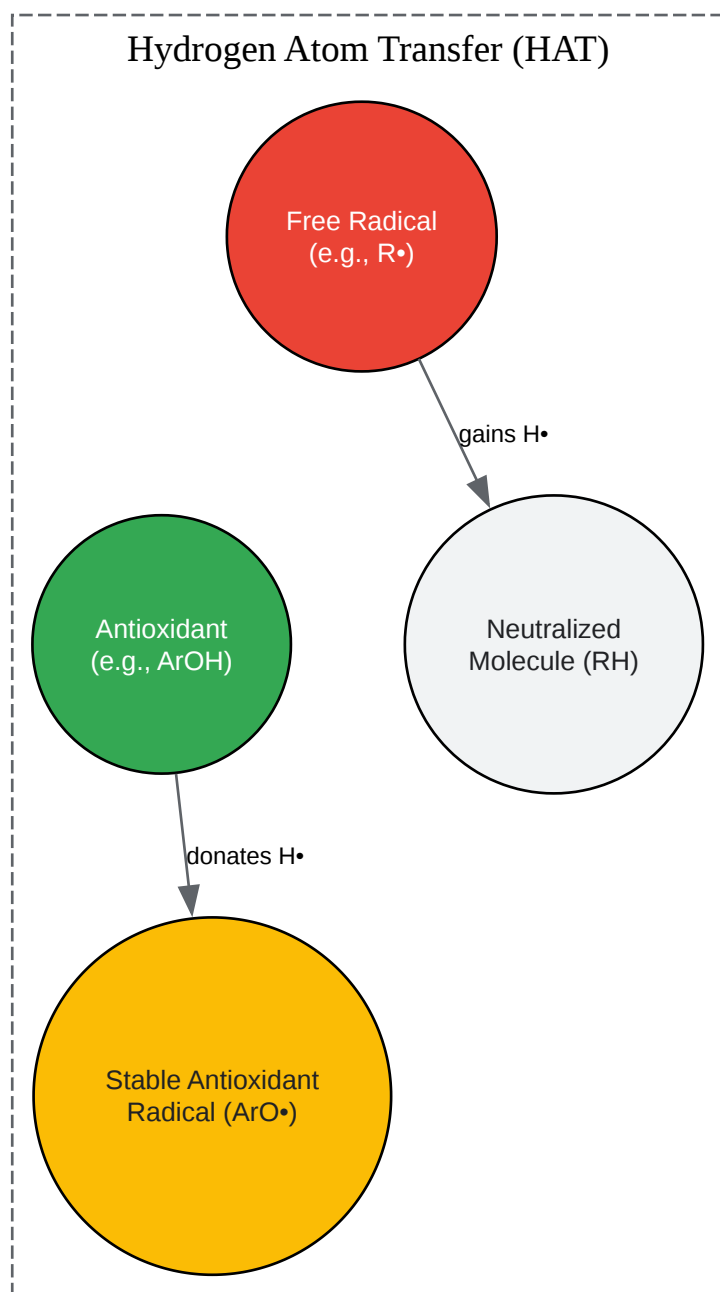 Hydrogen Atom Transfer (HAT)
Free Radical
(e.g., R•)
gains H•
Antioxidant
(e.g., ArOH)
Neutralized
Molecule (RH)
donates H•
Stable Antioxidant
Radical (ArO•)